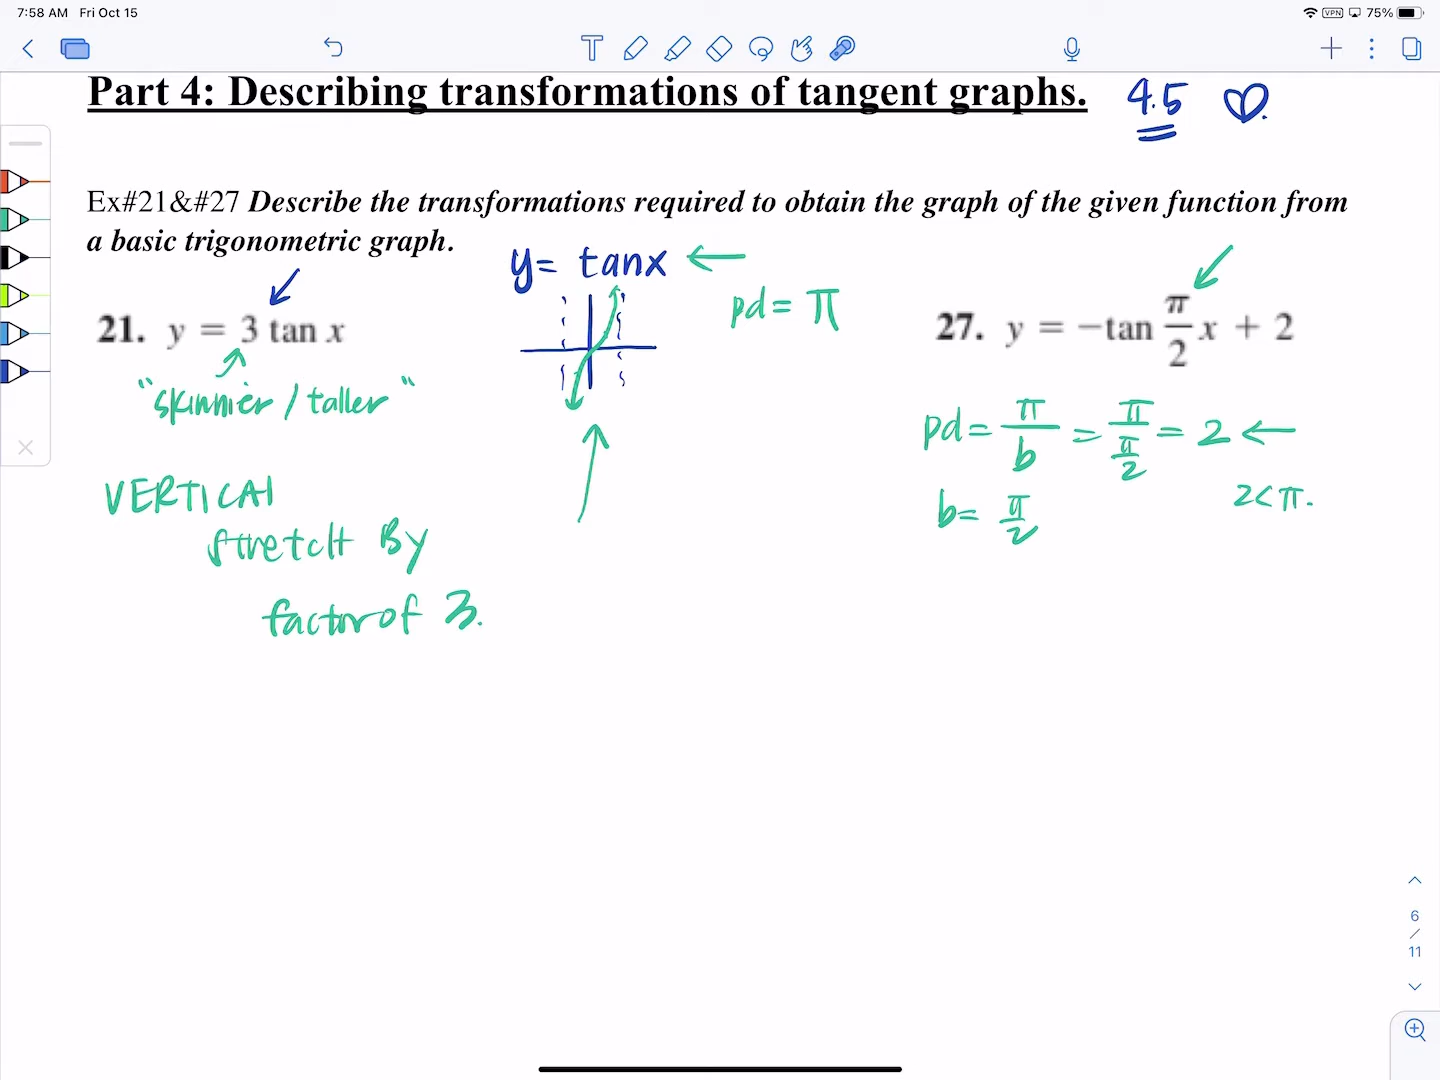 7:58 AM Fri Oct 15
VPN 75%
Part 4: Describing transformations of tangent graphs. 4.5
Ex#21&#27 Describe the transformations required to obtain the graph of the given function from
a basic trigonometric graph.
y= tanx
pd= π
21. y = 3 tan x
"skinnier / taller"
VERTICAL
stretch By
factor of 3.
27. y = −tan π/2 x + 2
pd= π/b = π/(π/2) = 2
2<π.
b= π/2
6
/
11